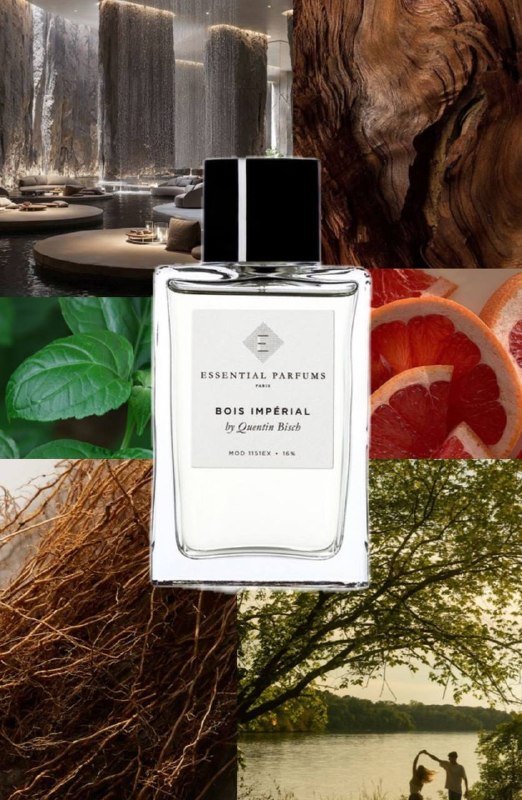 E
ESSENTIAL PARFUMS
PARIS
BOIS IMPÉRIAL
by Quentin Bisch
MOD 1151EX • 16%